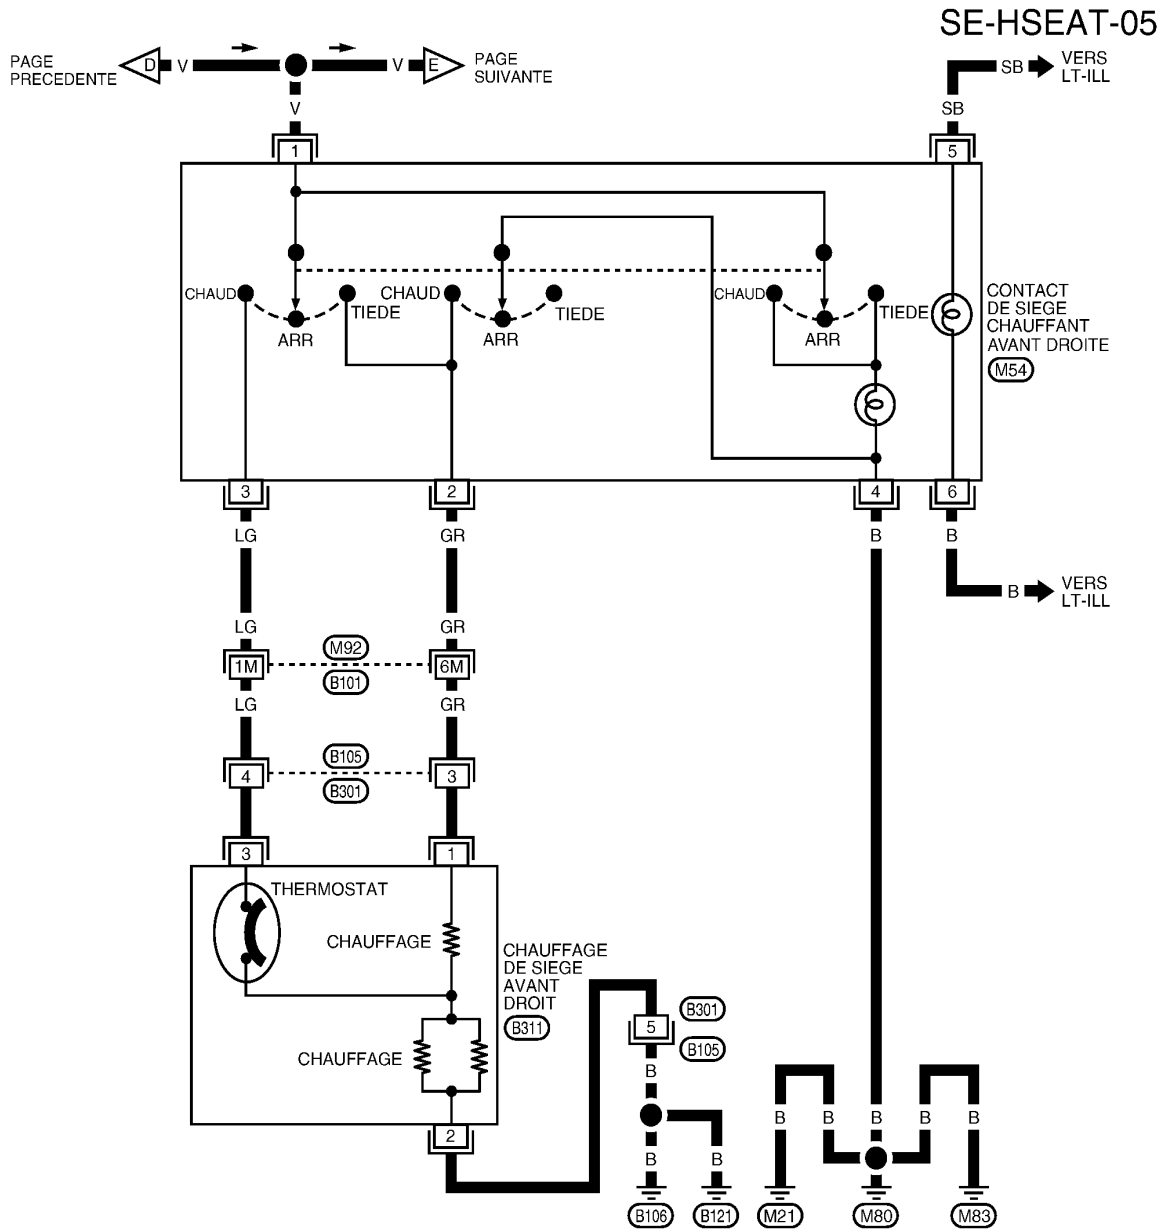 SE-HSEAT-05
PAGE
PRECEDENTE
D
V
V
E
PAGE
SUIVANTE
SB
VERS
LT-ILL
V
SB
1
5
CHAUD
TIEDE
ARR
CHAUD
TIEDE
ARR
CHAUD
TIEDE
ARR
CONTACT
DE SIEGE
CHAUFFANT
AVANT DROITE
M54
3
2
4
6
LG
GR
B
B
B
VERS
LT-ILL
LG
GR
M92
1M
6M
B101
LG
GR
B105
4
3
B301
3
1
THERMOSTAT
CHAUFFAGE
CHAUFFAGE
CHAUFFAGE
DE SIEGE
AVANT
DROIT
B311
2
B301
5
B105
B
B
B
B
B
B
B
B
B106
B121
M21
M80
M83